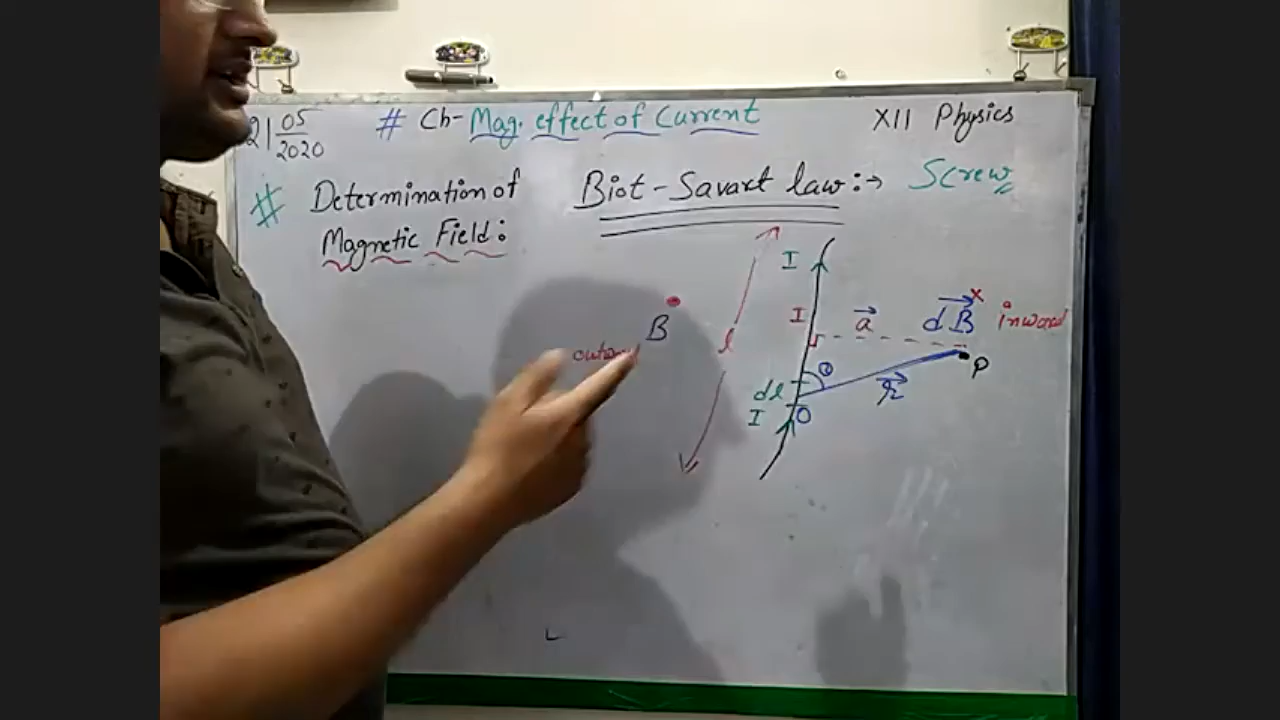 21|05/2020 # Ch- Mag. effect of Current XII Physics
# Determination of
Magnetic Field:
Biot-Savart law:→ Screw
I
I
l
a
dB x inward
B
P
θ
r
dl
I O